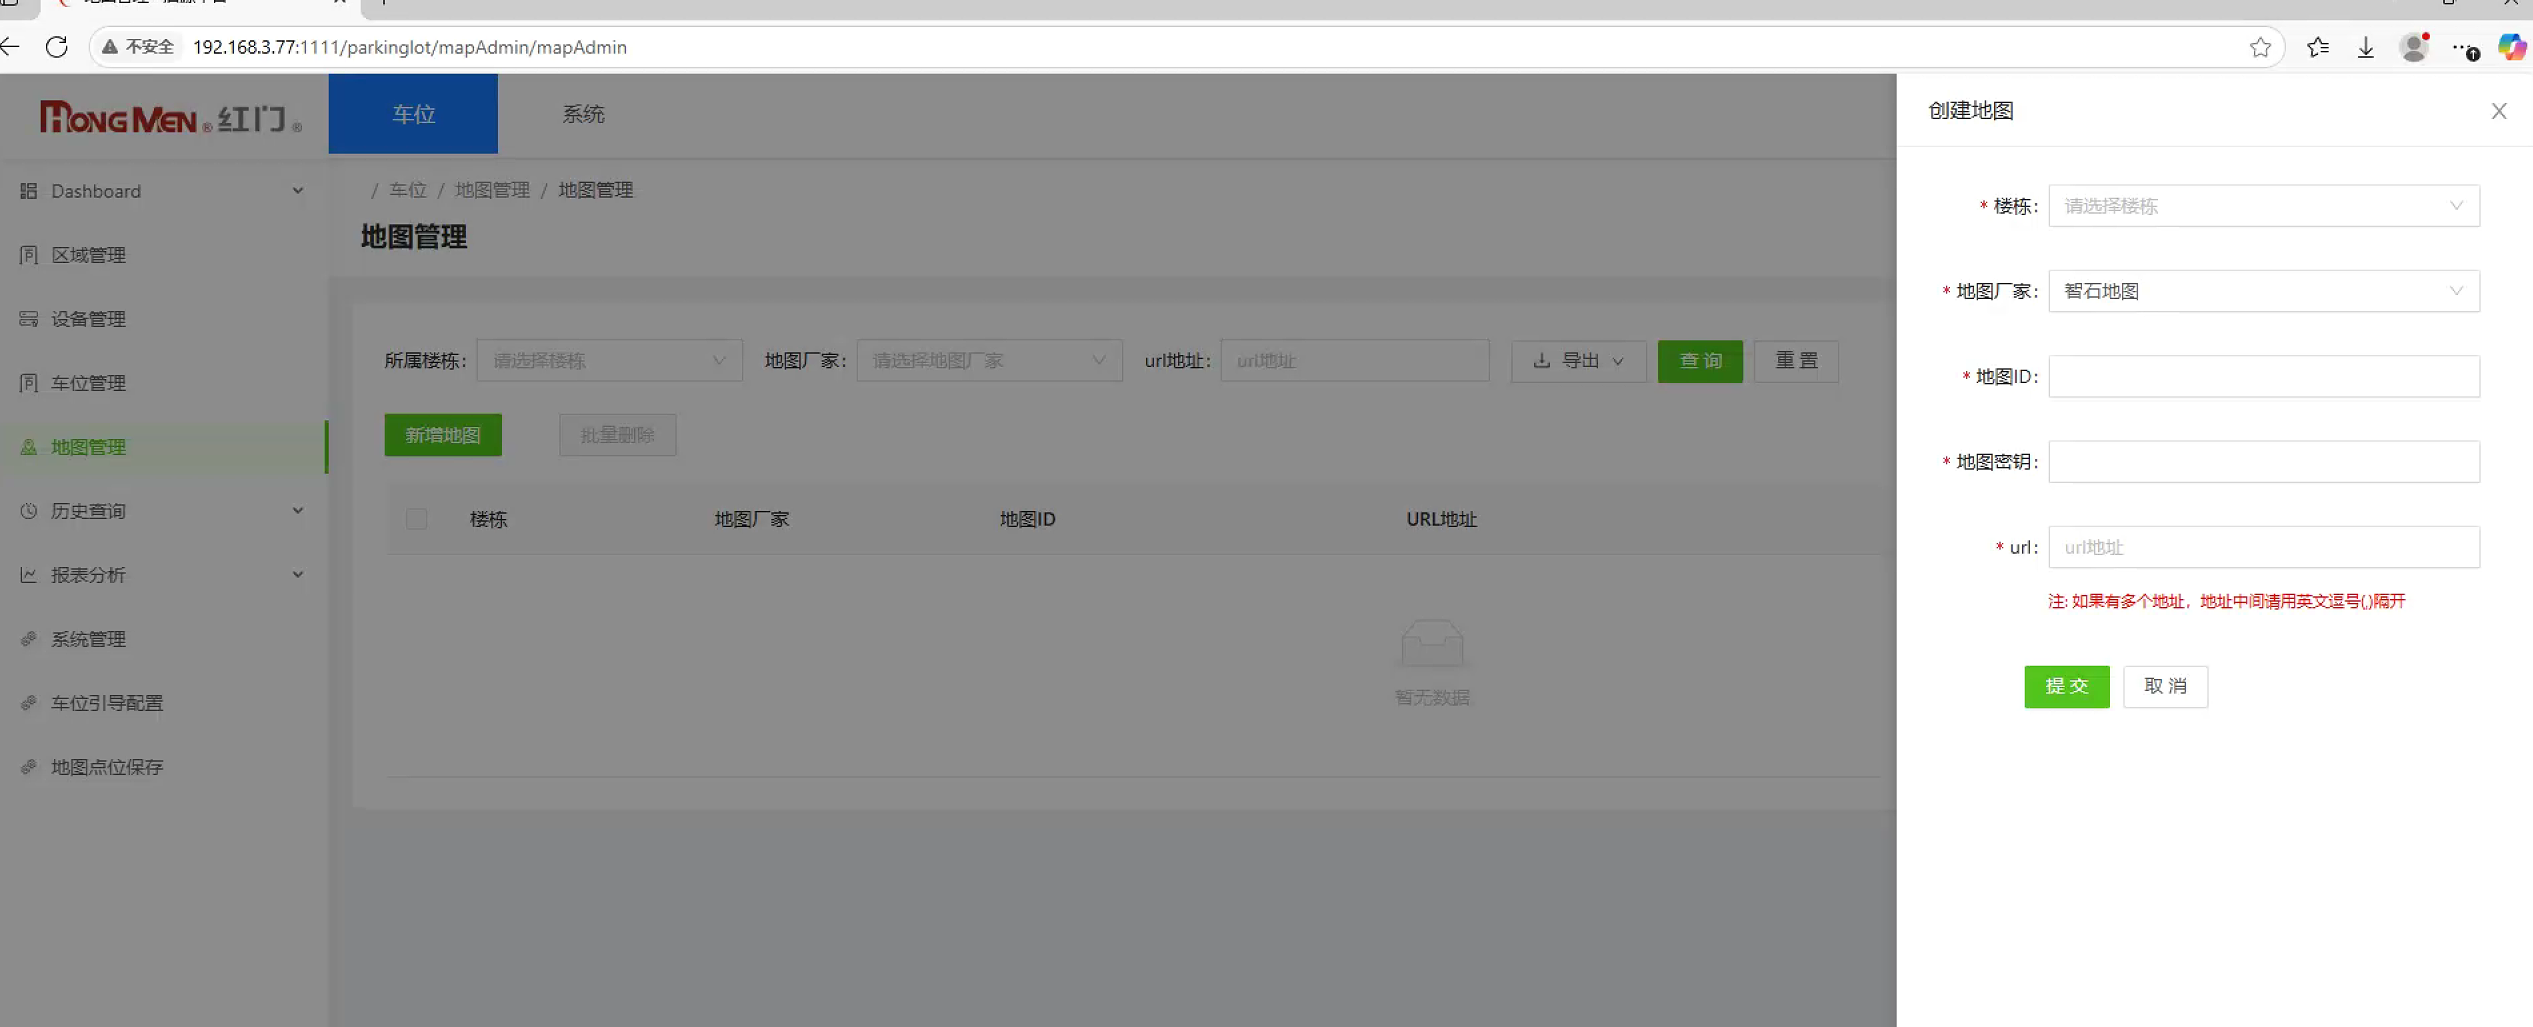 不安全 192.168.3.77:1111/parkinglot/mapAdmin/mapAdmin
HONGMEN® 红门®
车位
系统
Dashboard
区域管理
设备管理
车位管理
地图管理
历史查询
报表分析
系统管理
车位引导配置
地图点位保存
/ 车位 / 地图管理 / 地图管理
地图管理
所属楼栋: 请选择楼栋 地图厂家: 请选择地图厂家 url地址: url地址 导出 查 询 重 置
新增地图 批量删除
楼栋 地图厂家 地图ID URL地址
暂无数据
创建地图
* 楼栋: 请选择楼栋
* 地图厂家: 智石地图
* 地图ID:
* 地图密钥:
* url: url地址
注: 如果有多个地址，地址中间请用英文逗号(,)隔开
提 交 取 消